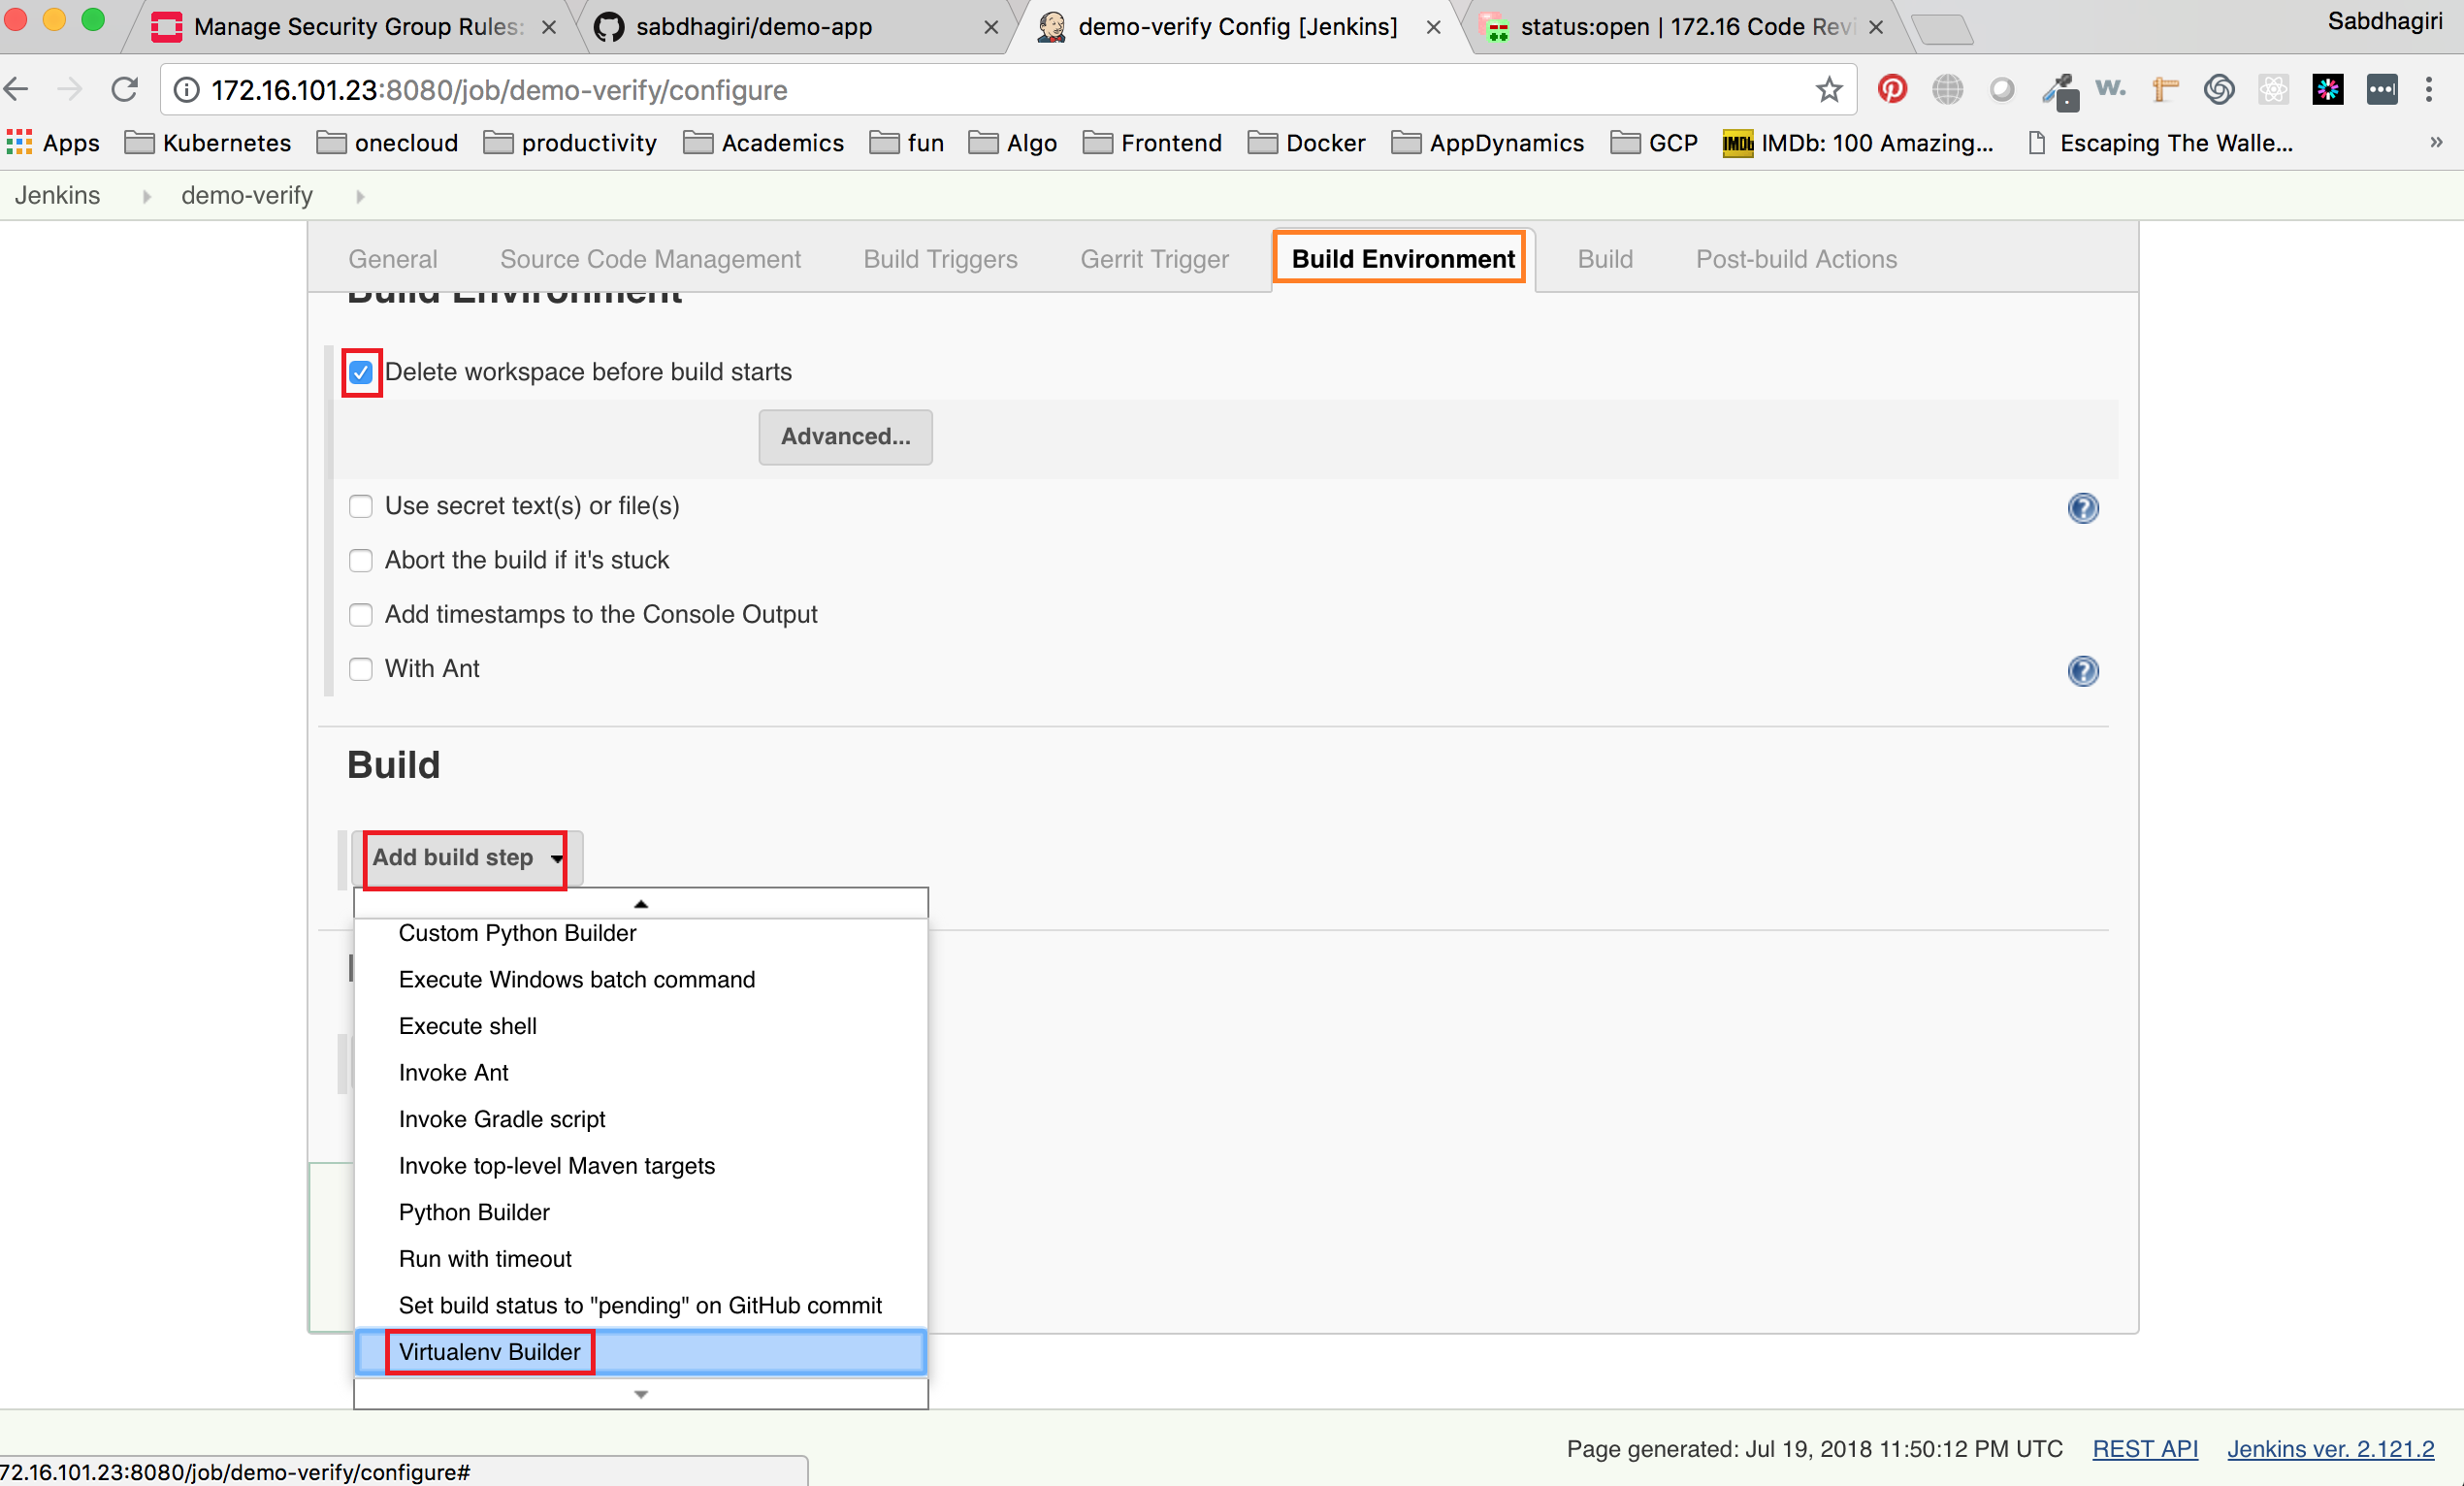 Manage Security Group Rules:
sabdhagiri/demo-app
demo-verify Config [Jenkins]
status:open | 172.16 Code Revi
Sabdhagiri
172.16.101.23:8080/job/demo-verify/configure
w.
Apps
Kubernetes
onecloud
productivity
Academics
fun
Algo
Frontend
Docker
AppDynamics
GCP
IMDb
IMDb: 100 Amazing...
Escaping The Walle...
»
Jenkins
demo-verify
General
Source Code Management
Build Triggers
Gerrit Trigger
Build Environment
Build
Post-build Actions
Build Environment
Delete workspace before build starts
Advanced...
Use secret text(s) or file(s)
Abort the build if it's stuck
Add timestamps to the Console Output
With Ant
Build
Add build step
Custom Python Builder
Execute Windows batch command
Execute shell
Invoke Ant
Invoke Gradle script
Invoke top-level Maven targets
Python Builder
Run with timeout
Set build status to "pending" on GitHub commit
Virtualenv Builder
Page generated: Jul 19, 2018 11:50:12 PM UTC
REST API
Jenkins ver. 2.121.2
72.16.101.23:8080/job/demo-verify/configure#